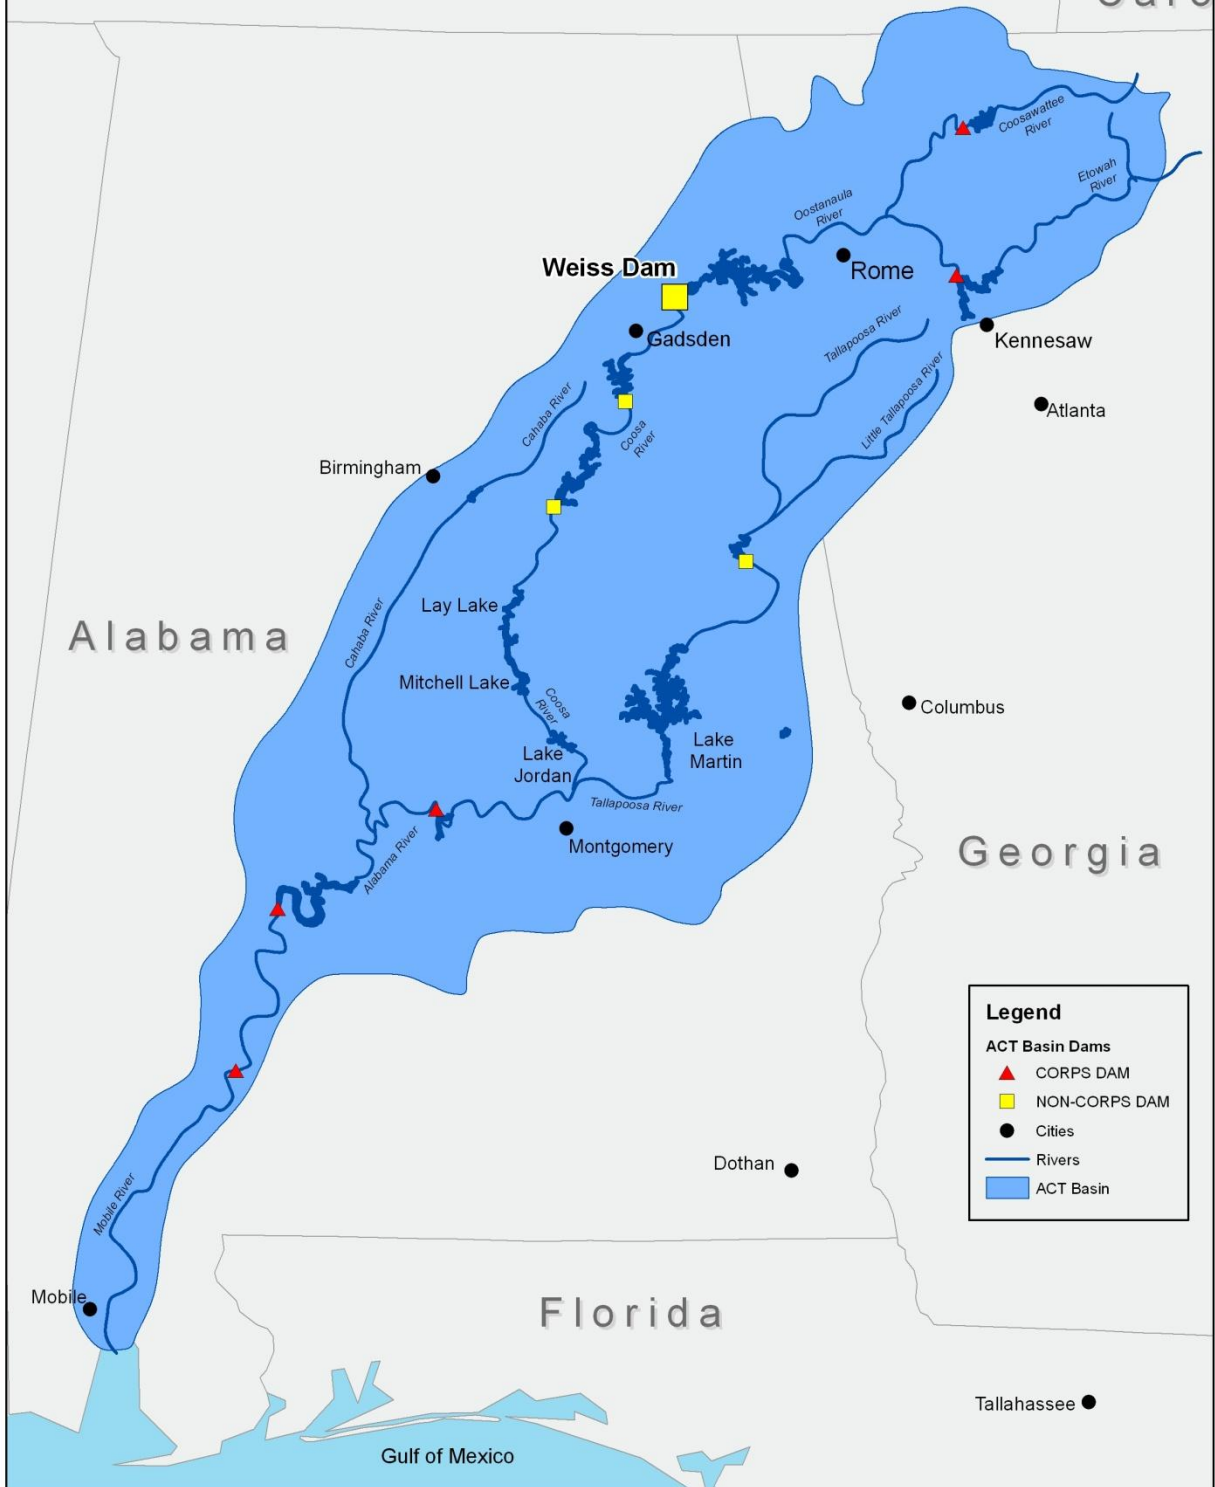 Coosawattee
River
Etowah
River
Oostanaula
River
Weiss Dam
Rome
Gadsden
Kennesaw
Tallapoosa River
Little Tallapoosa River
Atlanta
Cahaba River
Coosa
River
Birmingham
Lay Lake
Alabama
Cahaba River
Mitchell Lake
Coosa
River
Columbus
Lake
Martin
Lake
Jordan
Tallapoosa River
Montgomery
Alabama River
Georgia
Legend
ACT Basin Dams
CORPS DAM
NON-CORPS DAM
Cities
Rivers
ACT Basin
Dothan
Mobile River
Mobile
Florida
Tallahassee
Gulf of Mexico